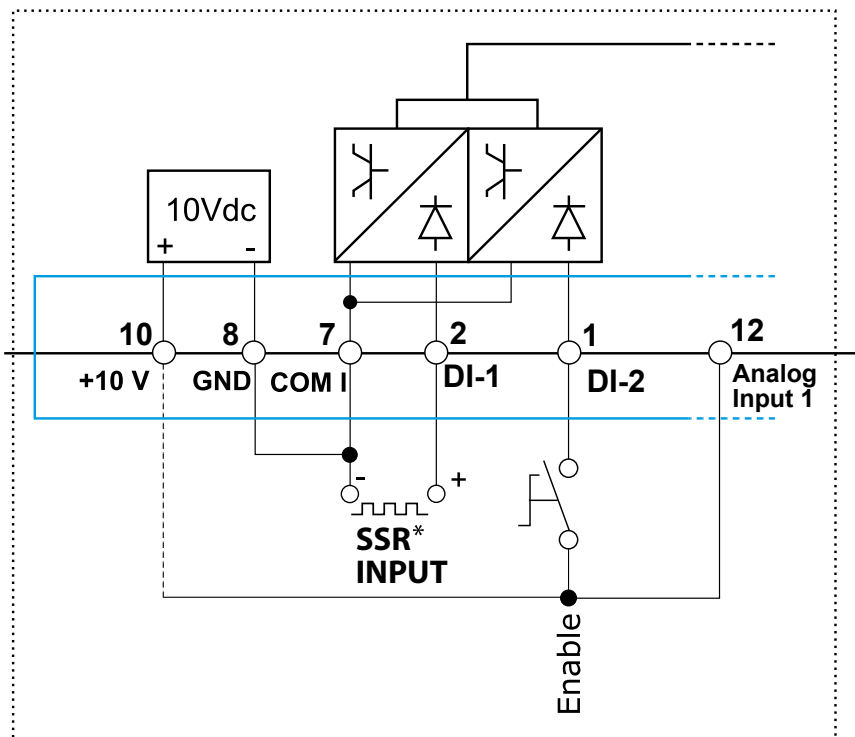 10Vdc
+ -
10 8 7 2 1 12
+10 V GND COM I DI-1 DI-2 Analog
Input 1
- +
SSR*
INPUT
Enable